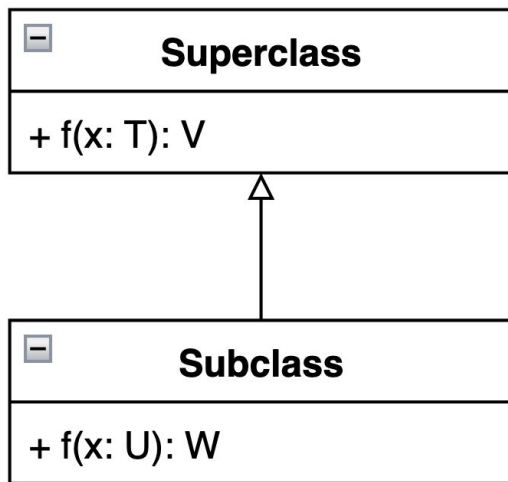 Superclass
+ f(x: T): V
Subclass
+ f(x: U): W